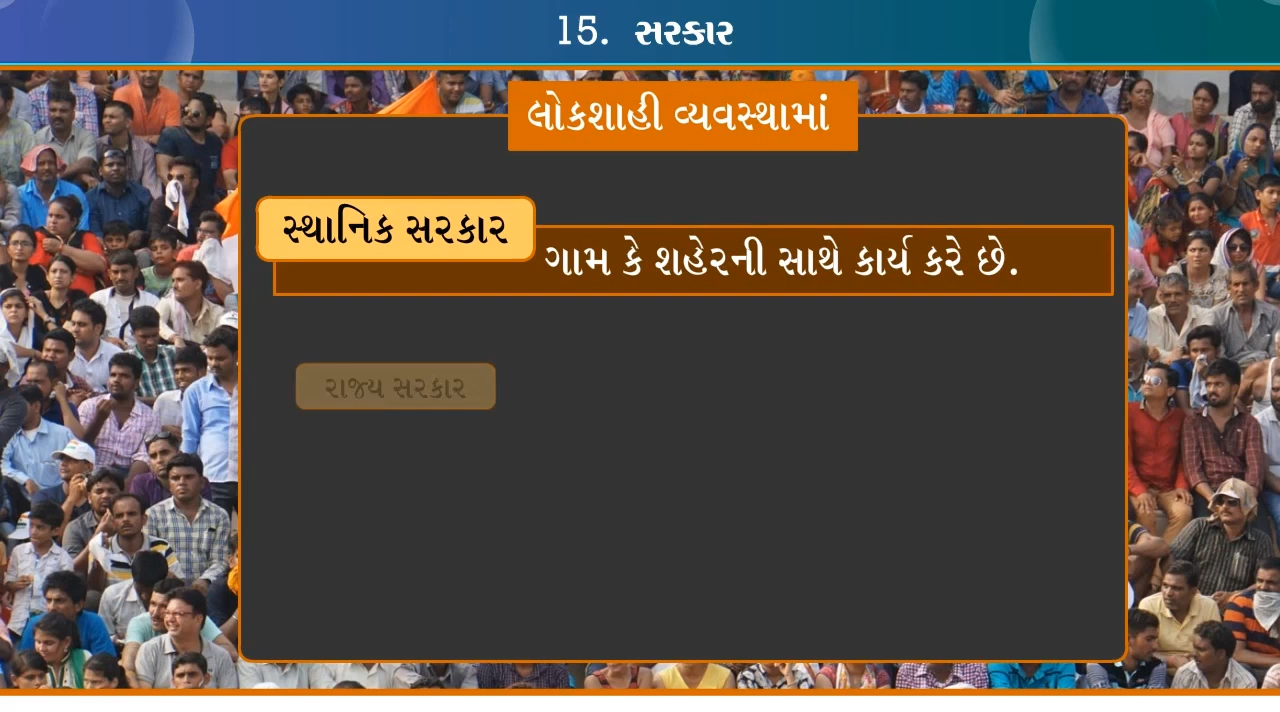 15. સરકાર
લોકશાહી વ્યવસ્થામાં
સ્થાનિક સરકાર
ગામ કે શહેરની સાથે કાર્ય કરે છે.
રાજ્ય સરકાર